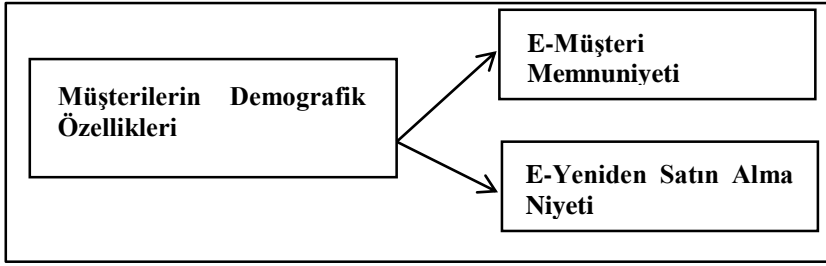 Müşterilerin Demografik
Özellikleri
E-Müşteri
Memnuniyeti
E-Yeniden Satın Alma
Niyeti